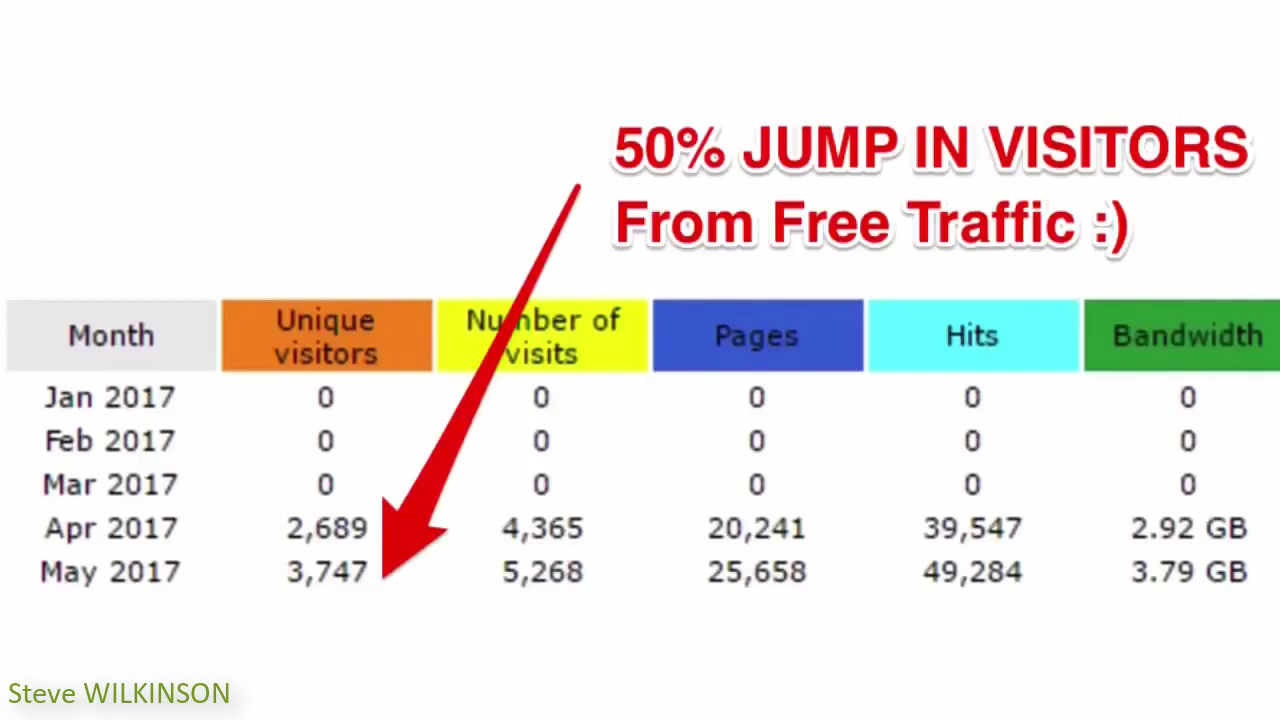 50% JUMP IN VISITORS
From Free Traffic :)
Month Unique visitors Number of visits Pages Hits Bandwidth
Jan 2017 0 0 0 0 0
Feb 2017 0 0 0 0 0
Mar 2017 0 0 0 0 0
Apr 2017 2,689 4,365 20,241 39,547 2.92 GB
May 2017 3,747 5,268 25,658 49,284 3.79 GB
Steve WILKINSON